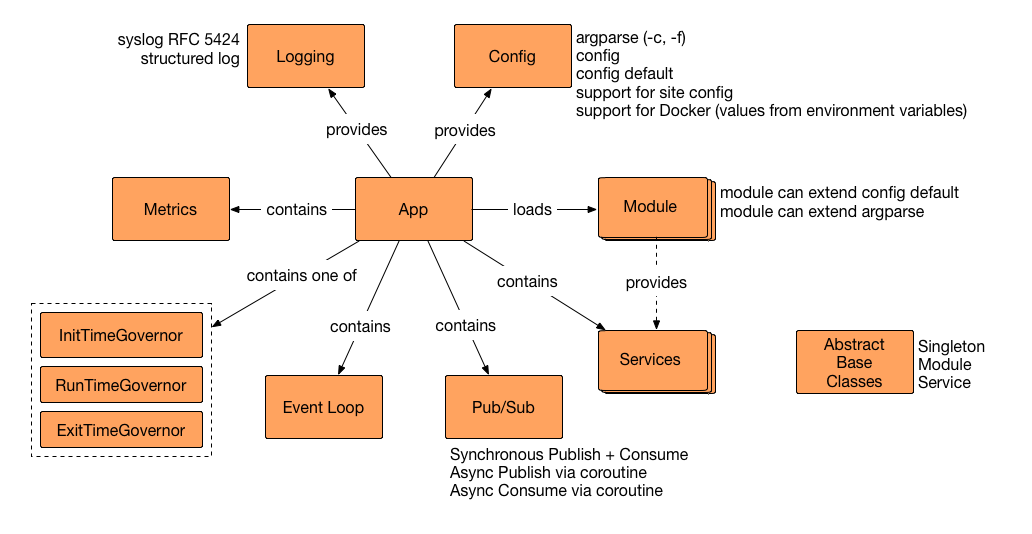 syslog RFC 5424
structured log
Logging
Config
argparse (-c, -f)
config
config default
support for site config
support for Docker (values from environment variables)
provides
provides
Metrics
contains
App
loads
Module
module can extend config default
module can extend argparse
contains one of
contains
contains
contains
provides
InitTimeGovernor
RunTimeGovernor
ExitTimeGovernor
Event Loop
Pub/Sub
Services
Abstract
Base
Classes
Singleton
Module
Service
Synchronous Publish + Consume
Async Publish via coroutine
Async Consume via coroutine